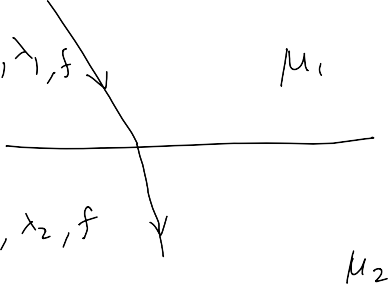 , λ₁, f
μ₁
, λ₂, f
μ₂